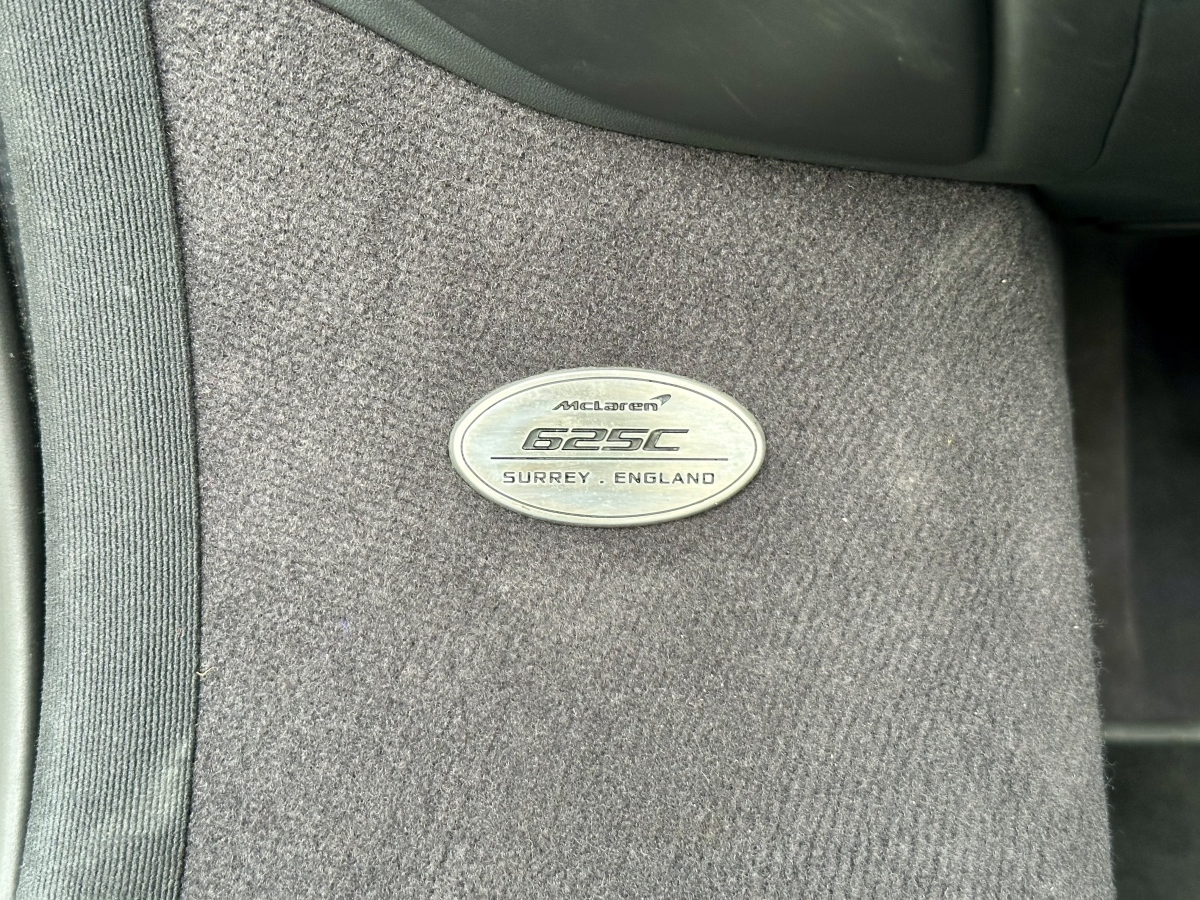 McLaren
625C
SURREY . ENGLAND